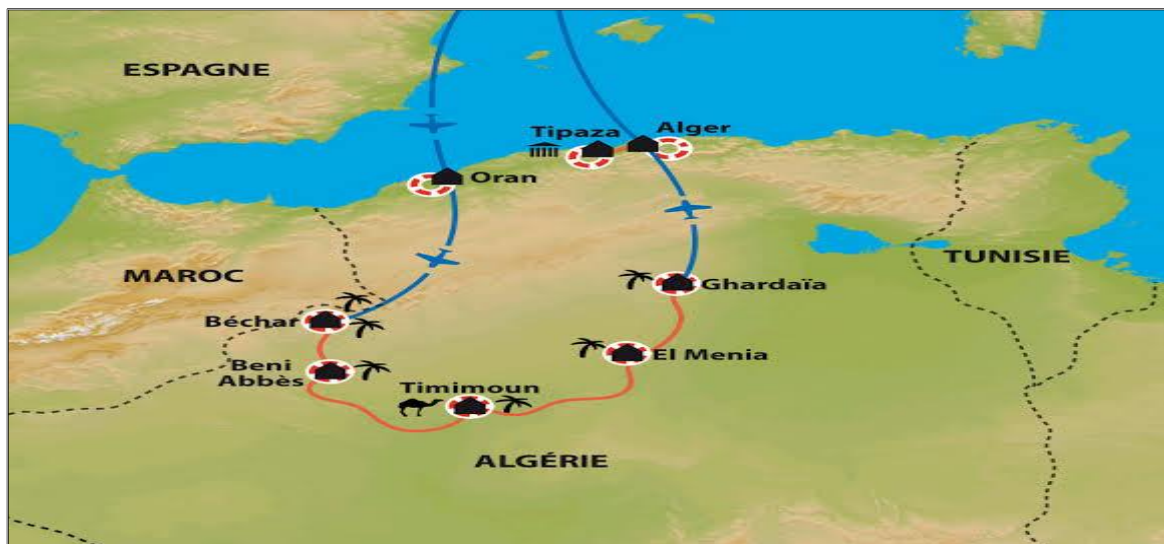 ESPAGNE
Tipaza
Alger
Oran
MAROC
TUNISIE
Ghardaïa
Béchar
El Menia
Beni
Abbès
Timimoun
ALGÉRIE